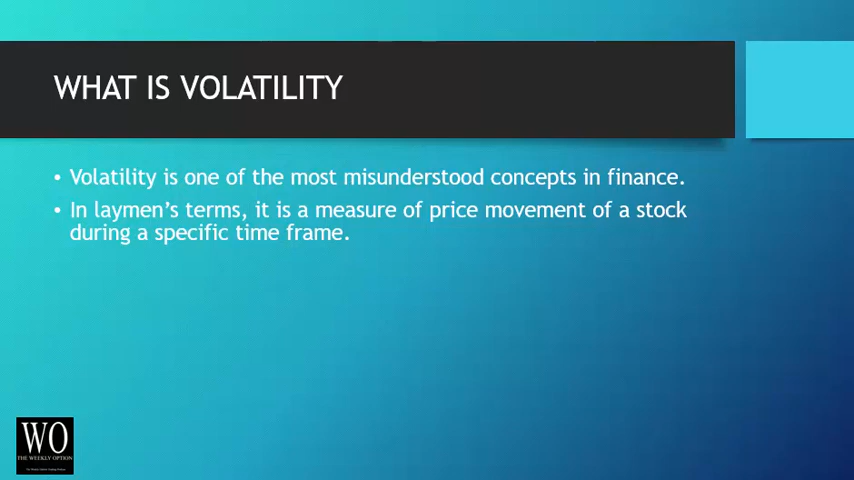 WHAT IS VOLATILITY
• Volatility is one of the most misunderstood concepts in finance.
• In laymen’s terms, it is a measure of price movement of a stock
during a specific time frame.
WO
THE WEEKLY OPTION